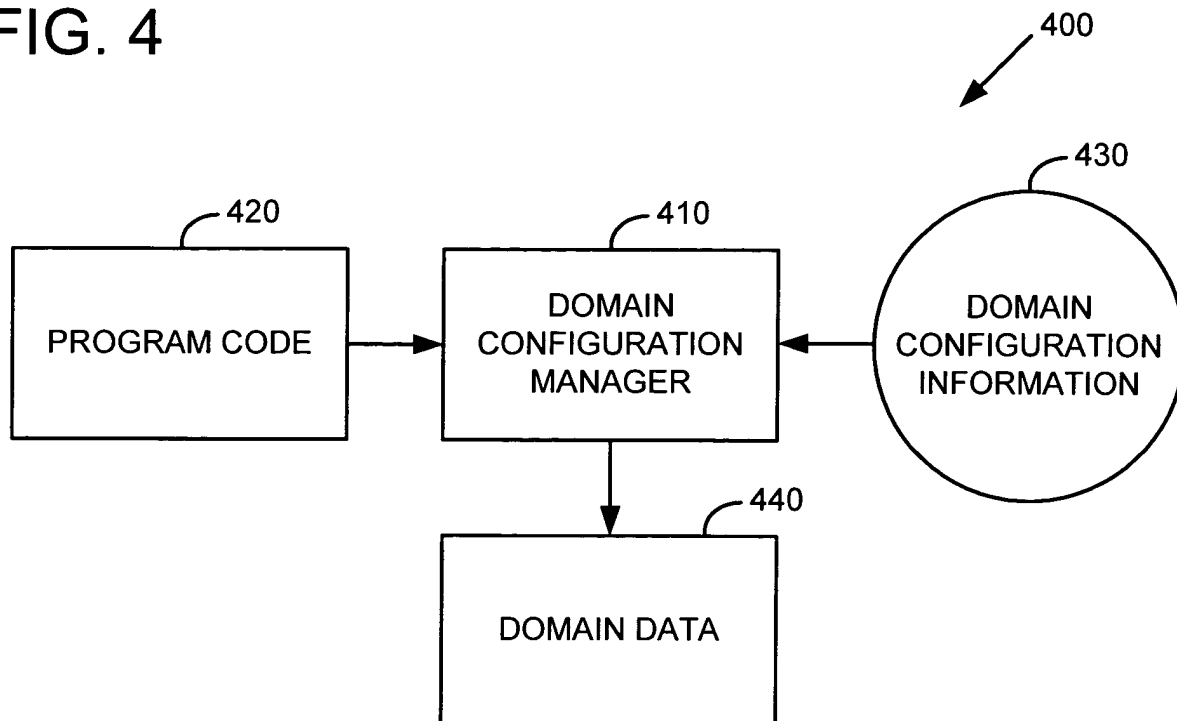 FIG. 4
400
430
420
410
PROGRAM CODE
DOMAIN
CONFIGURATION
MANAGER
DOMAIN
CONFIGURATION
INFORMATION
440
DOMAIN DATA